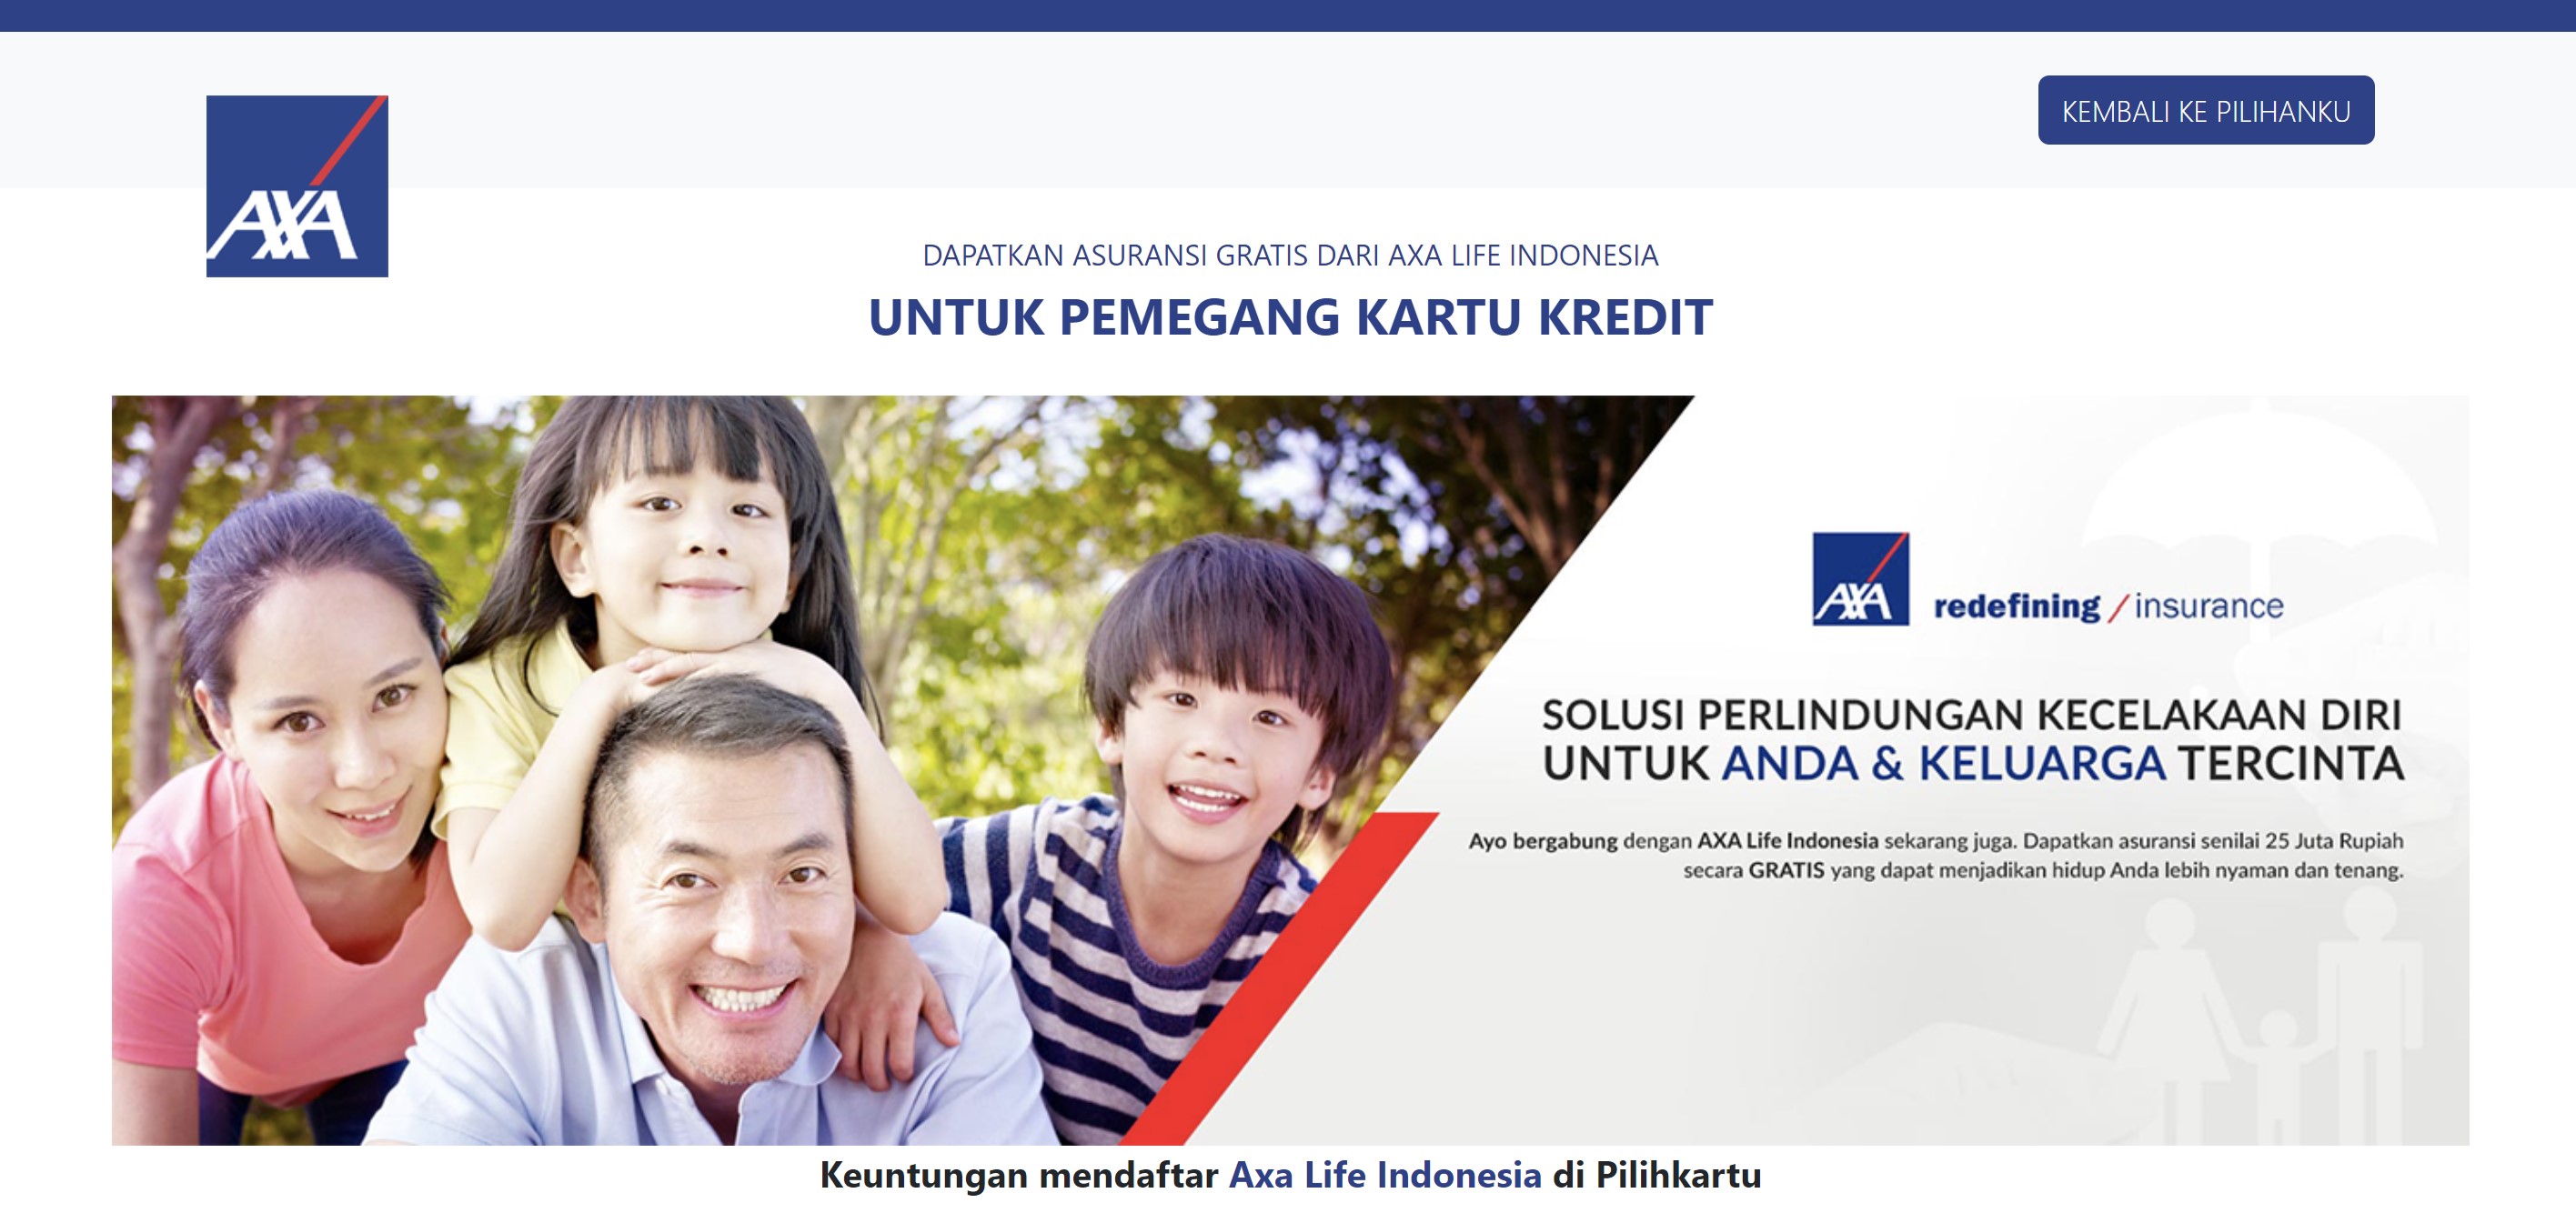 KEMBALI KE PILIHANKU
AXA
DAPATKAN ASURANSI GRATIS DARI AXA LIFE INDONESIA
UNTUK PEMEGANG KARTU KREDIT
AXA
redefining / insurance
SOLUSI PERLINDUNGAN KECELAKAAN DIRI
UNTUK ANDA & KELUARGA TERCINTA
Ayo bergabung dengan AXA Life Indonesia sekarang juga. Dapatkan asuransi senilai 25 Juta Rupiah
secara GRATIS yang dapat menjadikan hidup Anda lebih nyaman dan tenang.
Keuntungan mendaftar Axa Life Indonesia di Pilihkartu